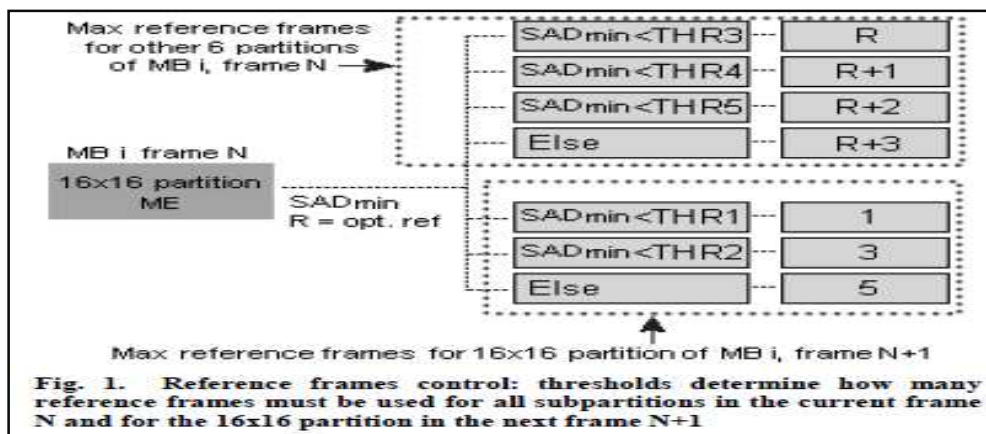 Max reference frames
for other 6 partitions
of MB i, frame N
SADmin<THR3 R
SADmin<THR4 R+1
SADmin<THR5 R+2
Else R+3
MB i frame N
16x16 partition
ME
SADmin
R = opt. ref
SADmin<THR1 1
SADmin<THR2 3
Else 5
Max reference frames for 16x16 partition of MB i, frame N+1
Fig. 1. Reference frames control: thresholds determine how many
reference frames must be used for all subpartitions in the current frame
N and for the 16x16 partition in the next frame N+1